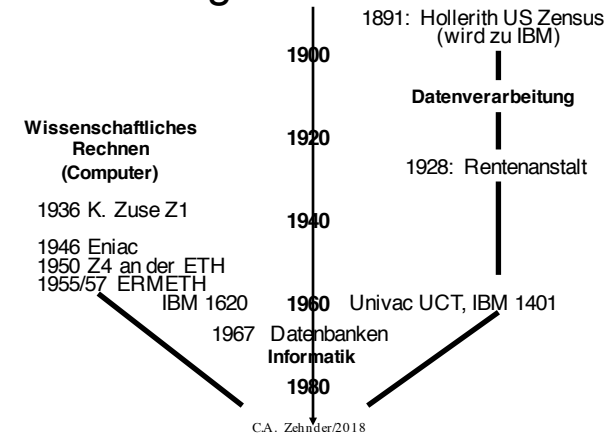 1891: Hollerith US Zensus
(wird zu IBM)
1900
Datenverarbeitung
Wissenschaftliches
Rechnen
(Computer)
1920
1928: Rentenanstalt
1936 K. Zuse Z1
1940
1946 Eniac
1950 Z4 an der ETH
1955/57 ERMETH
IBM 1620
1960
Univac UCT, IBM 1401
1967 Datenbanken
Informatik
1980
C.A. Zehnder/2018